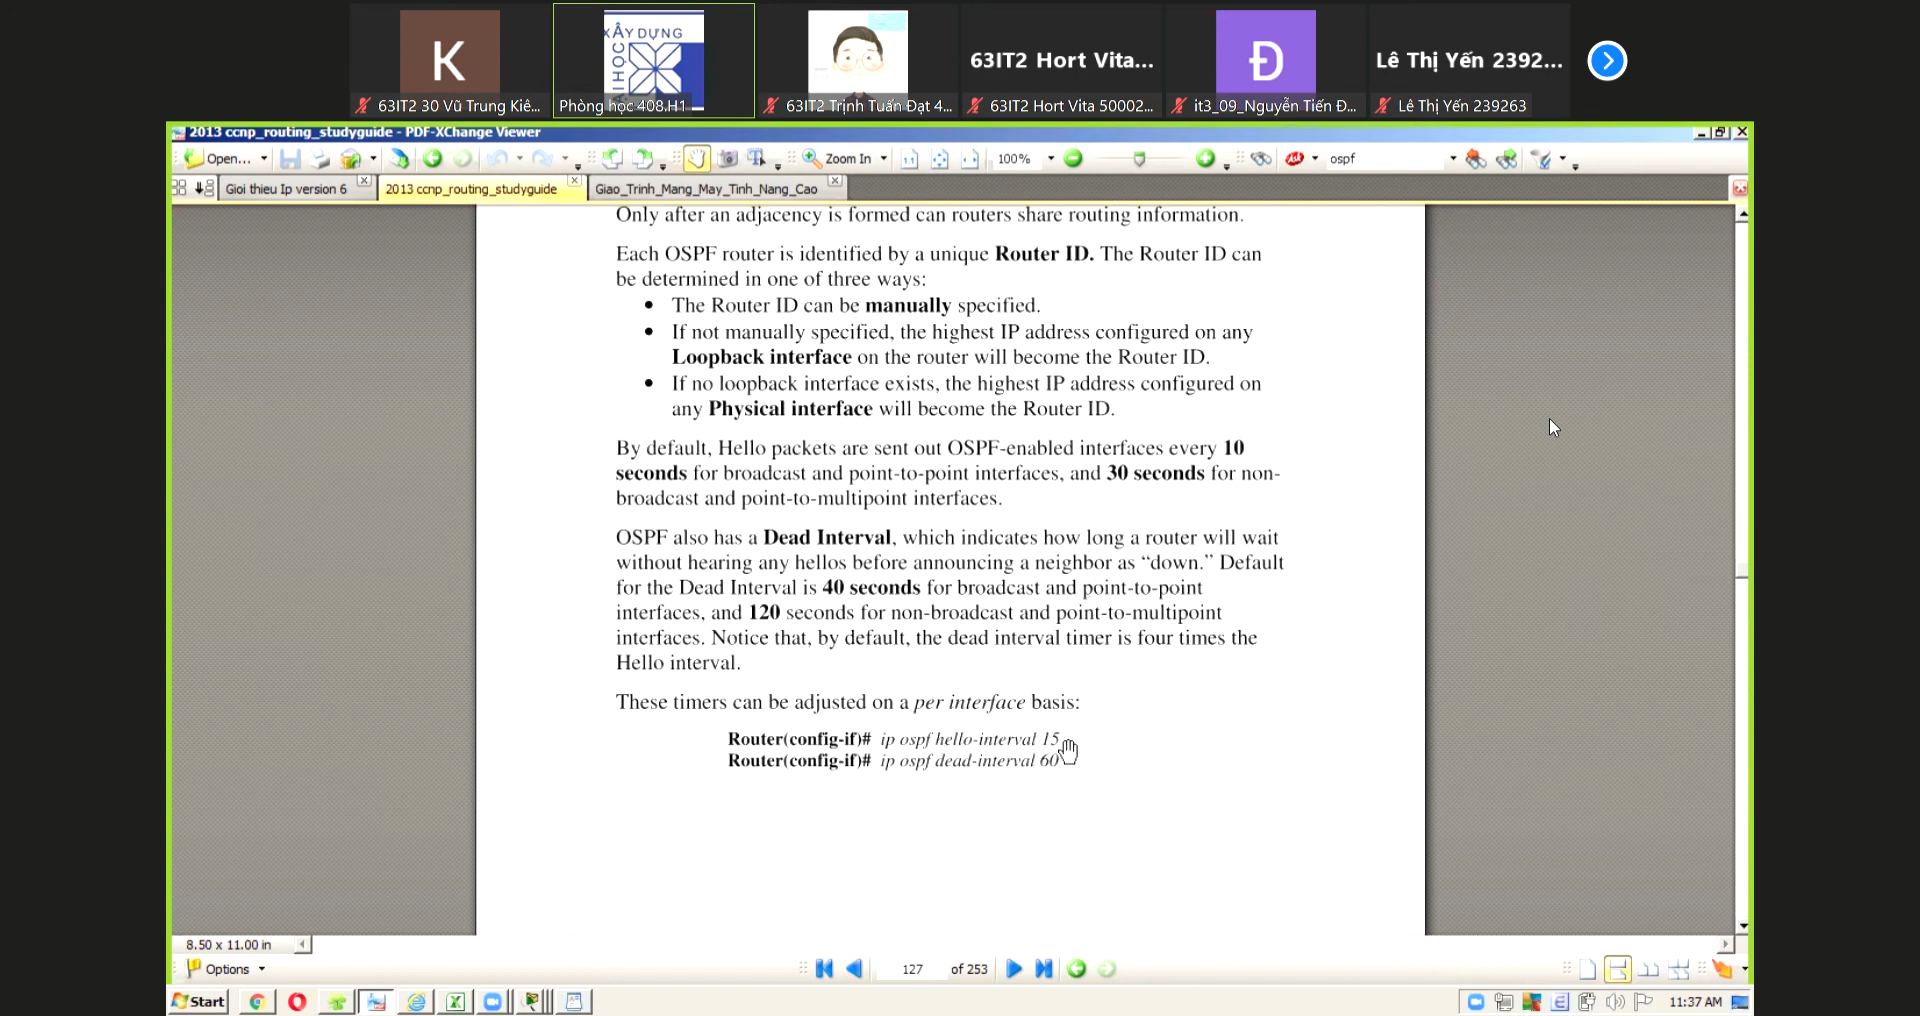 K
XÂY DỰNG
Đ
63IT2 Hort Vita...
Lê Thị Yến 2392...
63IT2 30 Vũ Trung Kiê...
Phòng học 408.H1
63IT2 Trịnh Tuấn Đạt 4...
63IT2 Hort Vita 50002...
it3_09_Nguyễn Tiến Đ...
Lê Thị Yến 239263
2013 ccnp_routing_studyguide - PDF-XChange Viewer
Open...
Zoom In
100%
ospf
Gioi thieu Ip version 6
2013 ccnp_routing_studyguide
Giao_Trinh_Mang_May_Tinh_Nang_Cao
Only after an adjacency is formed can routers share routing information.
Each OSPF router is identified by a unique Router ID. The Router ID can
be determined in one of three ways:
• The Router ID can be manually specified.
• If not manually specified, the highest IP address configured on any
Loopback interface on the router will become the Router ID.
• If no loopback interface exists, the highest IP address configured on
any Physical interface will become the Router ID.
By default, Hello packets are sent out OSPF-enabled interfaces every 10
seconds for broadcast and point-to-point interfaces, and 30 seconds for non-
broadcast and point-to-multipoint interfaces.
OSPF also has a Dead Interval, which indicates how long a router will wait
without hearing any hellos before announcing a neighbor as “down.” Default
for the Dead Interval is 40 seconds for broadcast and point-to-point
interfaces, and 120 seconds for non-broadcast and point-to-multipoint
interfaces. Notice that, by default, the dead interval timer is four times the
Hello interval.
These timers can be adjusted on a per interface basis:
Router(config-if)# ip ospf hello-interval 15
Router(config-if)# ip ospf dead-interval 60
8.50 x 11.00 in
Options
127
of 253
Start
11:37 AM